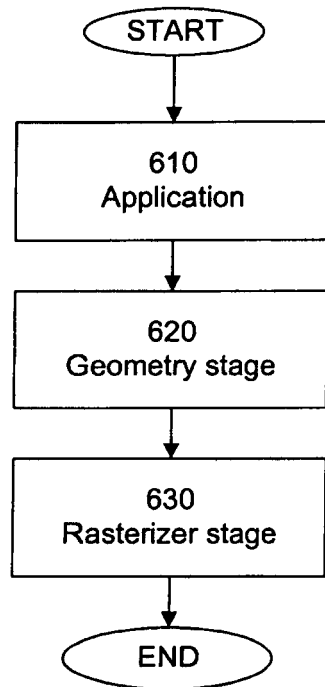 START
610
Application
620
Geometry stage
630
Rasterizer stage
END